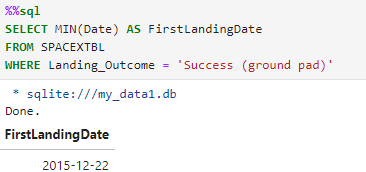 %%sql
SELECT MIN(Date) AS FirstLandingDate
FROM SPACEXTBL
WHERE Landing_Outcome = 'Success (ground pad)'
* sqlite:///my_data1.db
Done.
FirstLandingDate
2015-12-22